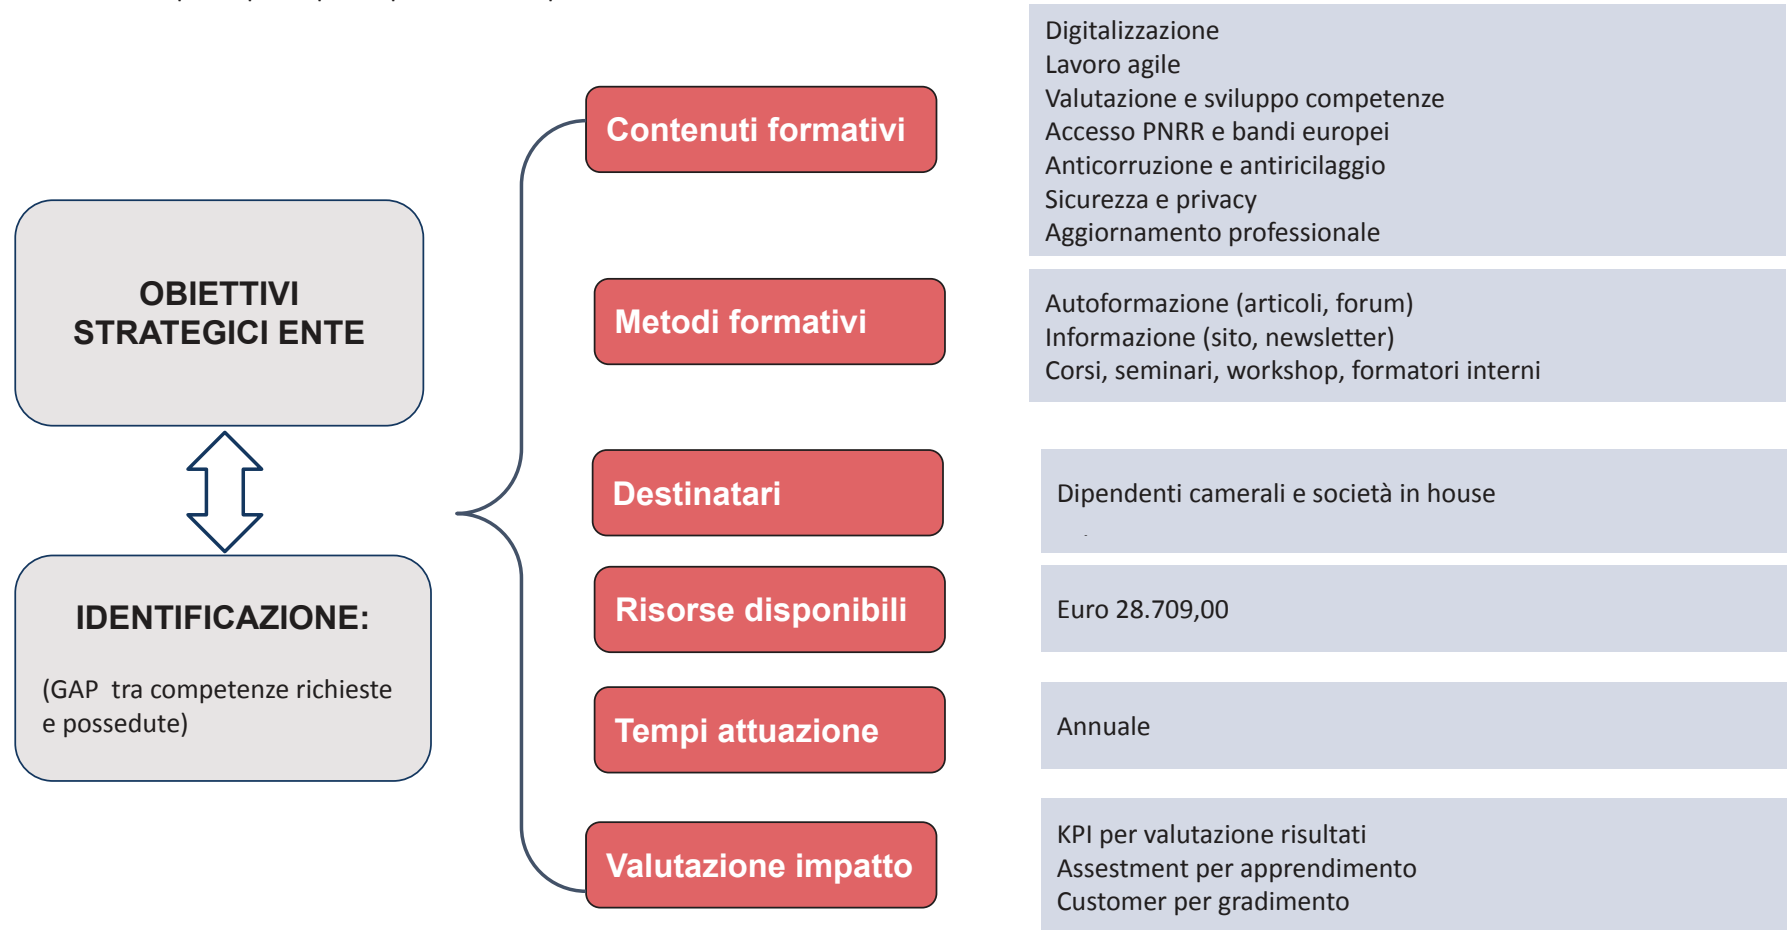 OBIETTIVI
STRATEGICI ENTE
IDENTIFICAZIONE:
(GAP tra competenze richieste
e possedute)
Contenuti formativi
Digitalizzazione
Lavoro agile
Valutazione e sviluppo competenze
Accesso PNRR e bandi europei
Anticorruzione e antiricilaggio
Sicurezza e privacy
Aggiornamento professionale
Metodi formativi
Autoformazione (articoli, forum)
Informazione (sito, newsletter)
Corsi, seminari, workshop, formatori interni
Destinatari
Dipendenti camerali e società in house
Risorse disponibili
Euro 28.709,00
Tempi attuazione
Annuale
Valutazione impatto
KPI per valutazione risultati
Assestment per apprendimento
Customer per gradimento